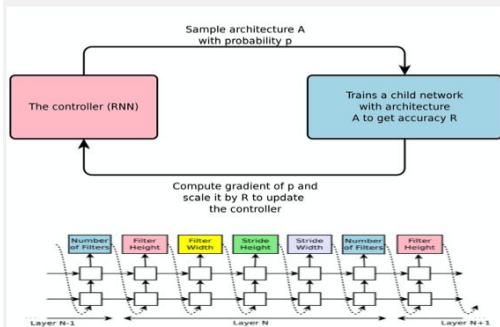 Sample architecture A
with probability p
The controller (RNN)
Trains a child network
with architecture
A to get accuracy R
Compute gradient of p and
scale it by R to update
the controller
Number
of Filters
Filter
Height
Filter
Width
Stride
Height
Stride
Width
Number
of Filters
Filter
Height
Layer N-1
Layer N
Layer N+1